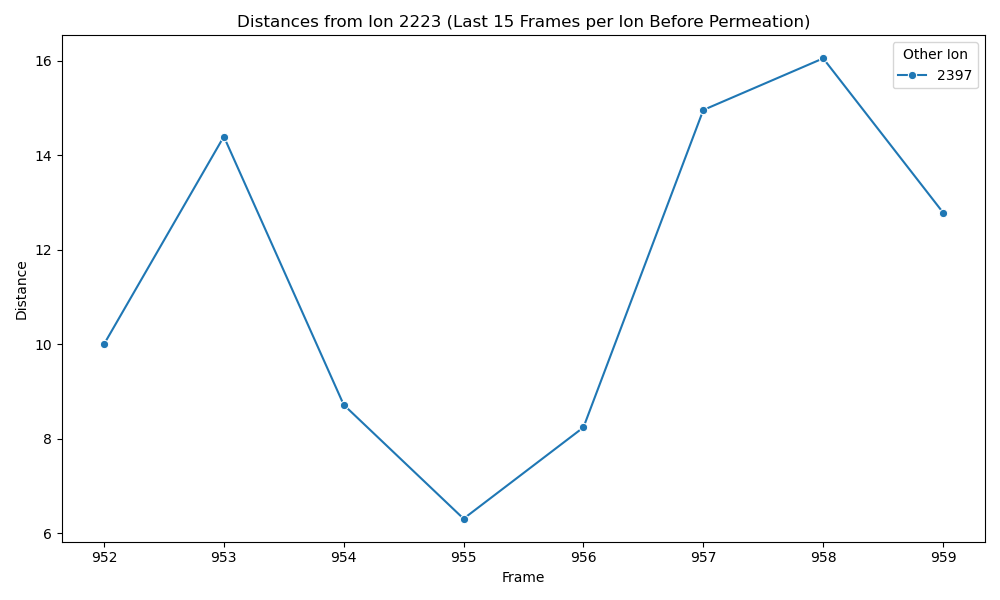 Distances from Ion 2223 (Last 15 Frames per Ion Before Permeation)
Other Ion
2397
Distance
16
14
12
10
8
6
952 953 954 955 956 957 958 959
Frame